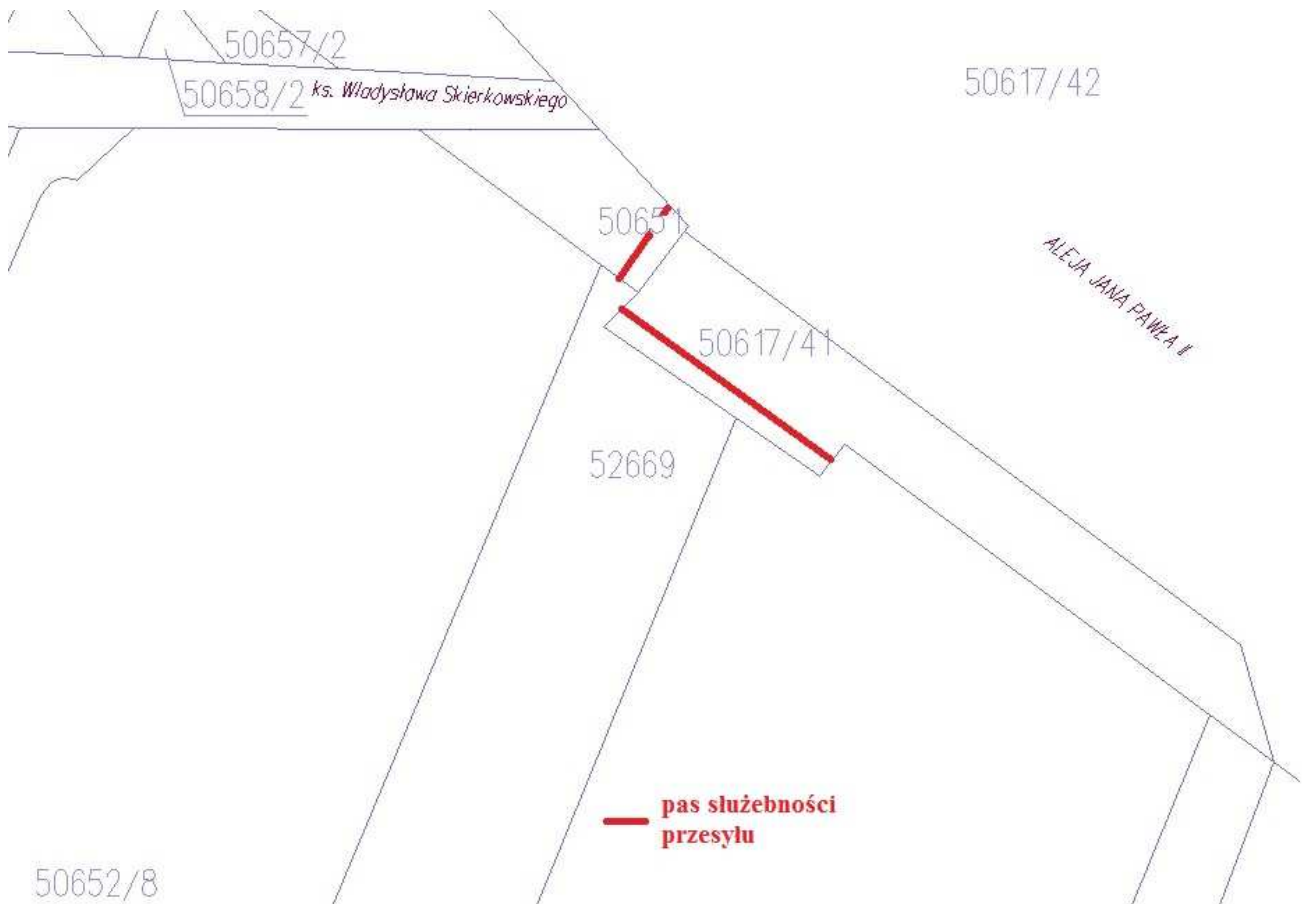 50657/2
50617/42
50658/2
ks. Władysława Skierkowskiego
50651
ALEJA JANA PAWŁA II
50617/41
52669
pas służebności
przesyłu
50652/8